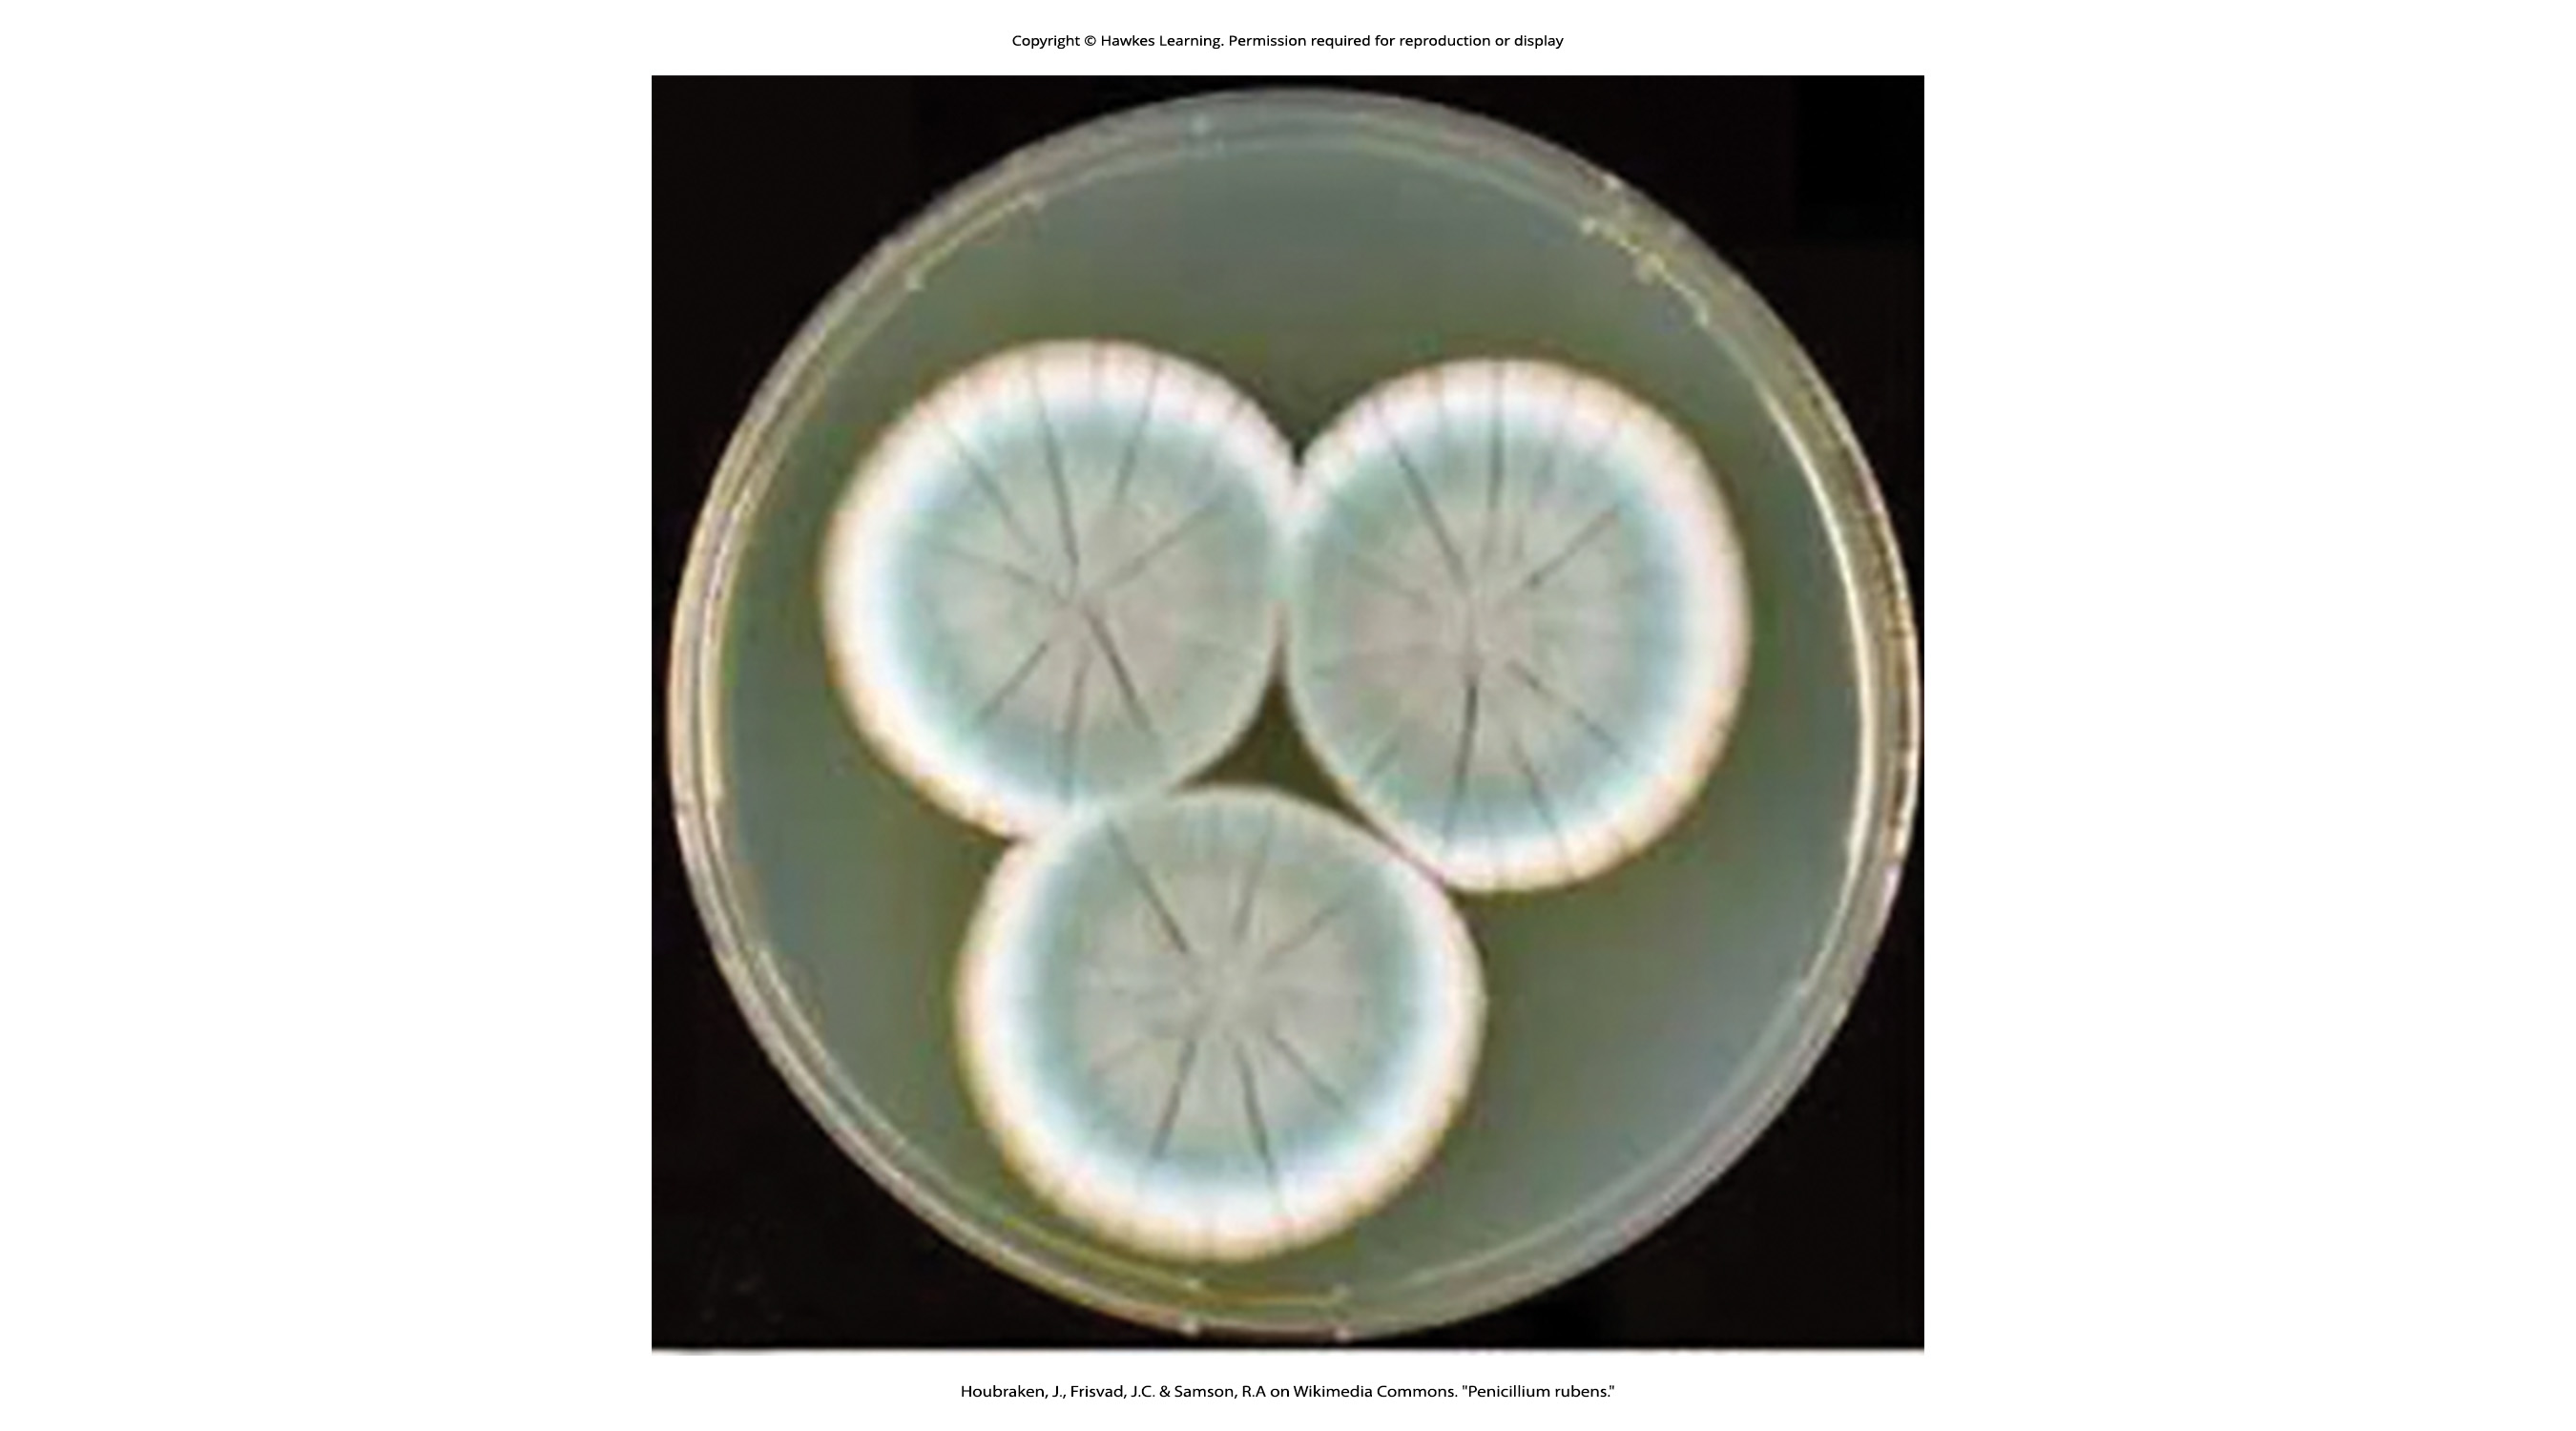 Copyright © Hawkes Learning. Permission required for reproduction or display
Houbraken, J., Frisvad, J.C. & Samson, R.A on Wikimedia Commons. "Penicillium rubens."